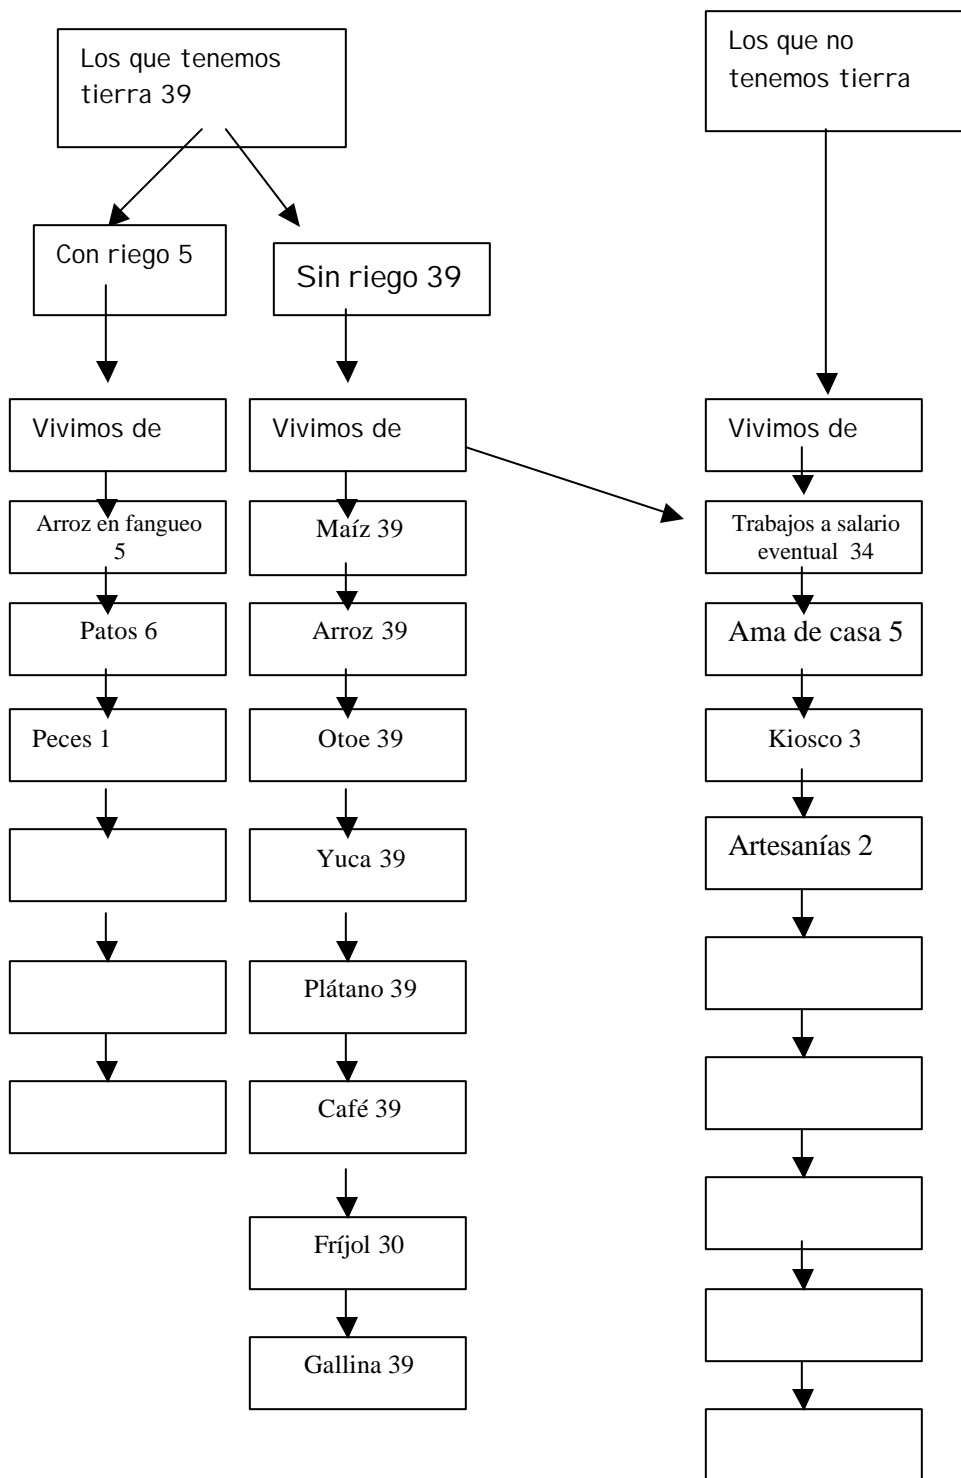 Los que tenemos
tierra 39
Los que no
tenemos tierra
Con riego 5
Sin riego 39
Vivimos de
Vivimos de
Vivimos de
Arroz en fangueo
5
Maíz 39
Trabajos a salario
eventual 34
Patos 6
Arroz 39
Ama de casa 5
Peces 1
Otoe 39
Kiosco 3
Yuca 39
Artesanías 2
Plátano 39
Café 39
Fríjol 30
Gallina 39